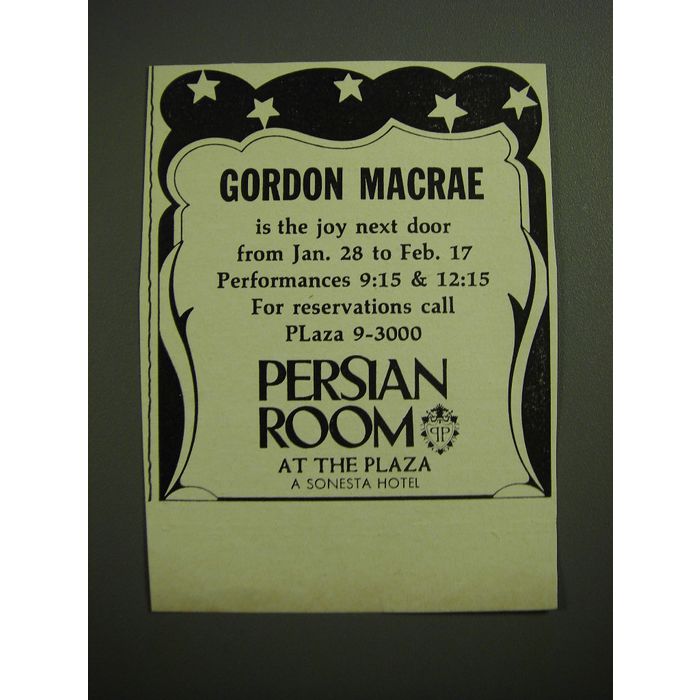 GORDON MACRAE
is the joy next door
from Jan. 28 to Feb. 17
Performances 9:15 & 12:15
For reservations call
PLaza 9-3000
PERSIAN
ROOM
AT THE PLAZA
A SONESTA HOTEL